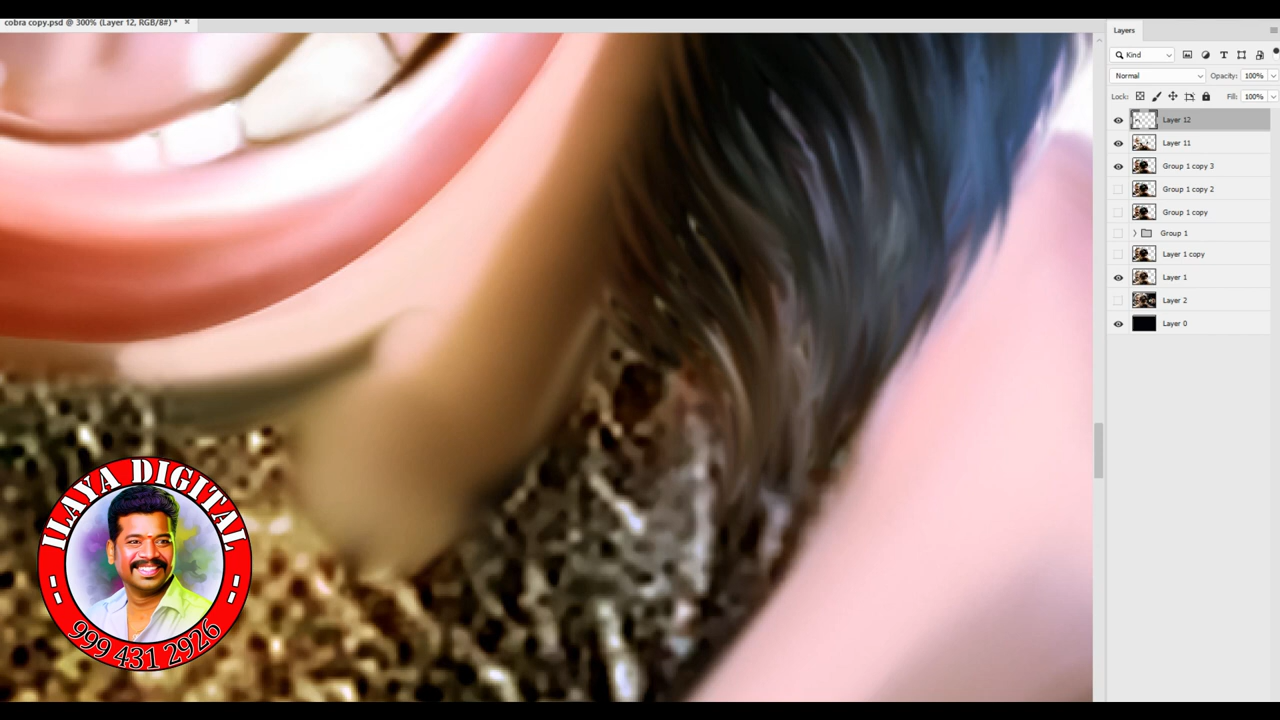 cobra copy.psd @ 300% (Layer 12, RGB/8#) *
Layers
Kind
Normal Opacity: 100%
Lock: Fill: 100%
Layer 12
Layer 11
Group 1 copy 3
Group 1 copy 2
Group 1 copy
Group 1
Layer 1 copy
Layer 1
Layer 2
Layer 0
ILAYA DIGITAL
999 431 2926